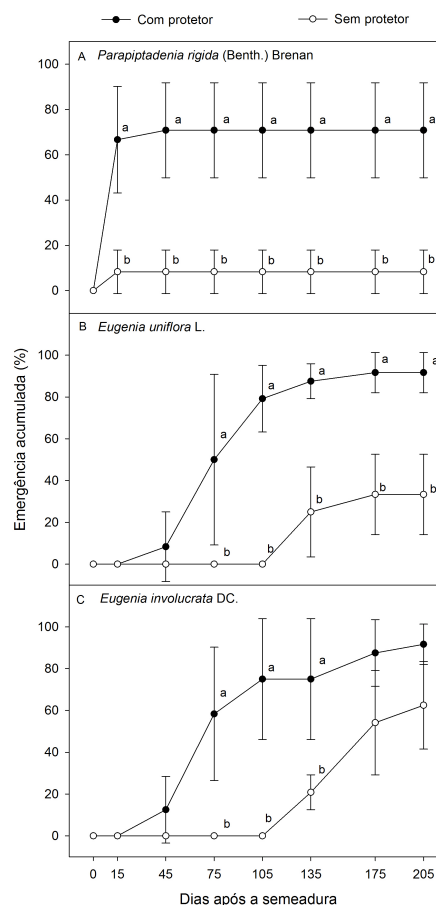 Com protetor Sem protetor
A Parapiptadenia rigida (Benth.) Brenan
100
80
60
40
20
0
a a a a a a a
b b b b b b b
B Eugenia uniflora L.
100
80
60
40
20
0
a a a a a
b b b b b
C Eugenia involucrata DC.
100
80
60
40
20
0
a a a
b b b
Emergência acumulada (%)
0 15 45 75 105 135 175 205
Dias após a semeadura